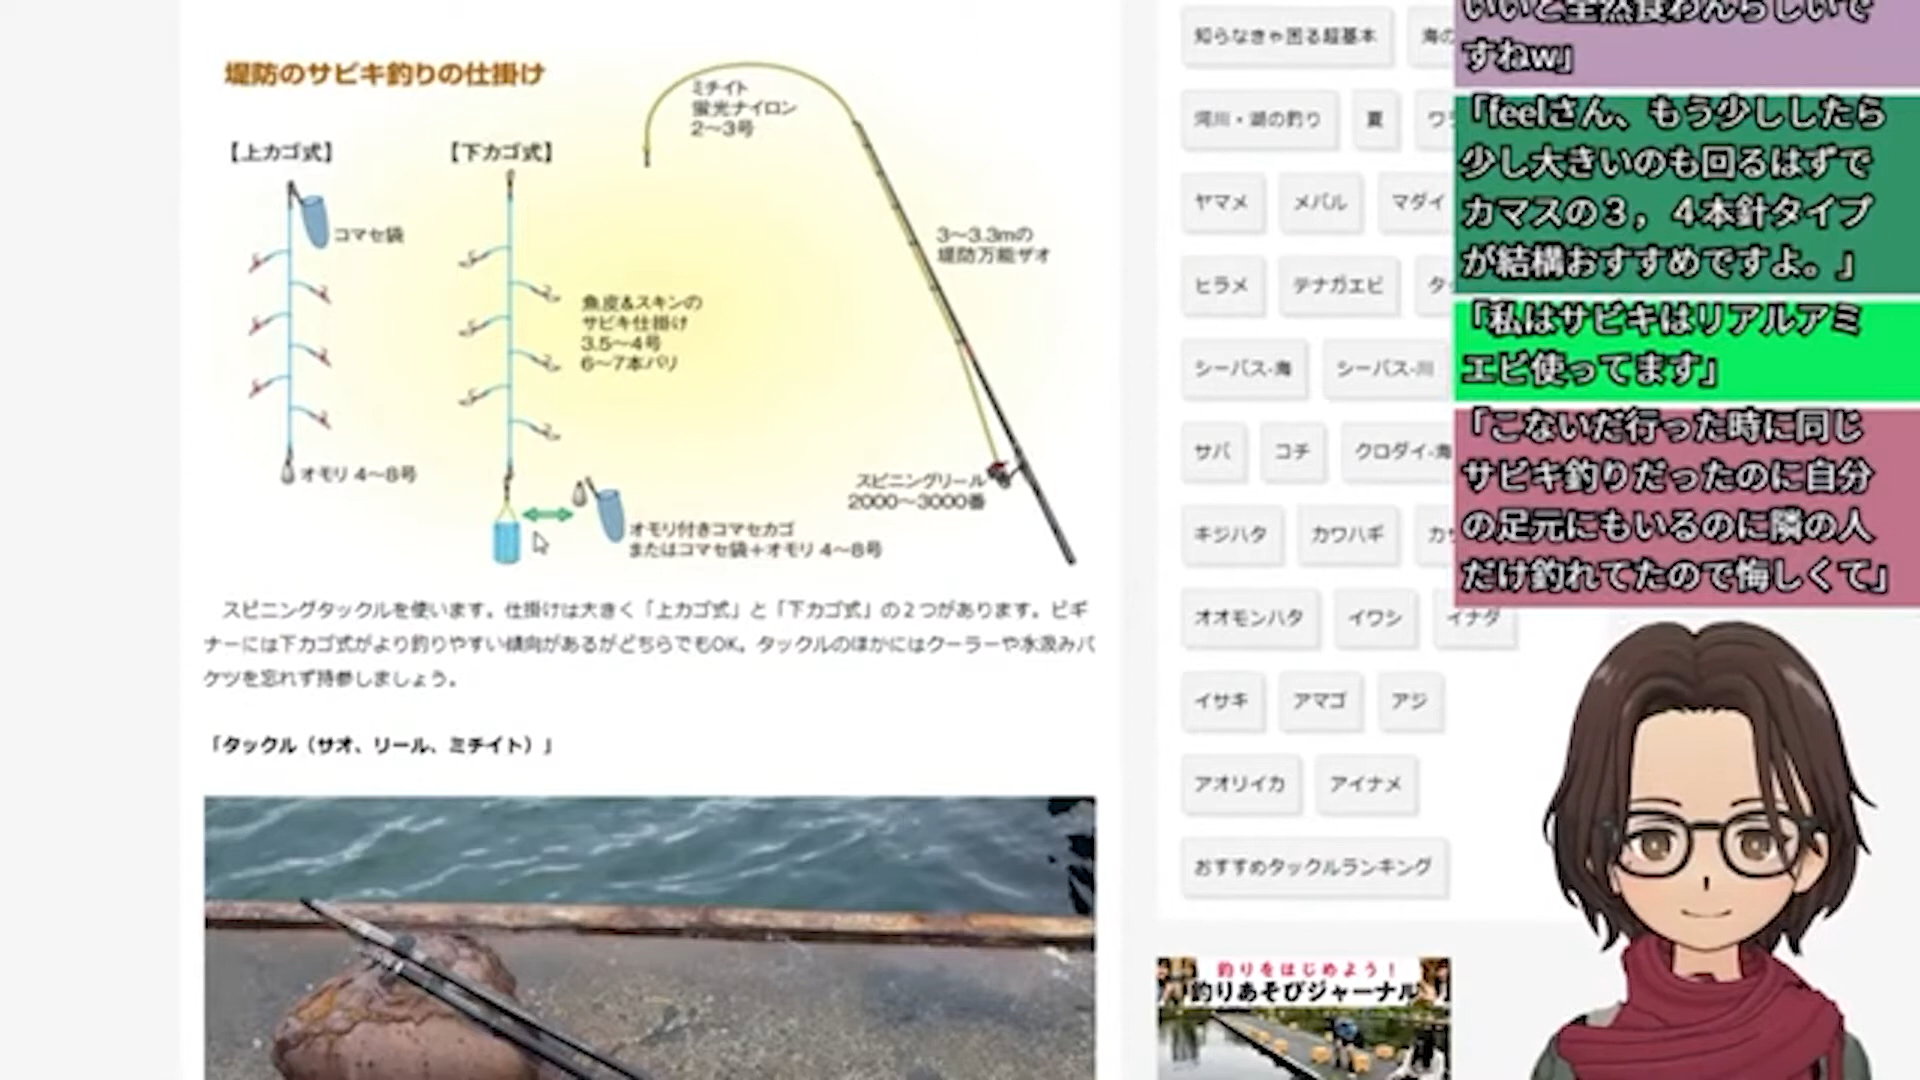 堤防のサビキ釣りの仕掛け
【上カゴ式】
【下カゴ式】
ミチイト
蛍光ナイロン
2〜3号
コマセ袋
3〜3.3mの
堤防万能ザオ
魚皮&スキンの
サビキ仕掛け
3.5〜4号
6〜7本バリ
オモリ 4〜8号
スピニングリール
2000〜3000番
オモリ付きコマセカゴ
またはコマセ袋+オモリ 4〜8号
スピニングタックルを使います。仕掛けは大きく「上カゴ式」と「下カゴ式」の2つがあります。ビギ
ナーには下カゴ式がより釣りやすい傾向があるがどちらでもOK。タックルのほかにはクーラーや水汲みバ
ケツを忘れず持参しましょう。
「タックル（サオ、リール、ミチイト）」
知らなきゃ困る超基本
海の
河川・湖の釣り
夏
ワ
ヤマメ
メバル
マダイ
ヒラメ
テナガエビ
タ
シーバス-海
シーバス-川
サバ
コチ
クロダイ-海
キジハタ
カワハギ
カ
オオモンハタ
イワシ
イナダ
イサキ
アマゴ
アジ
アオリイカ
アイナメ
おすすめタックルランキング
釣りをはじめよう！
釣りあそびジャーナル
いいと全然食わんらしいで
すねw」
「feelさん、もう少ししたら
少し大きいのも回るはずで
カマスの３，４本針タイプ
が結構おすすめですよ。」
「私はサビキはリアルアミ
エビ使ってます」
「こないだ行った時に同じ
サビキ釣りだったのに自分
の足元にもいるのに隣の人
だけ釣れてたので悔しくて」